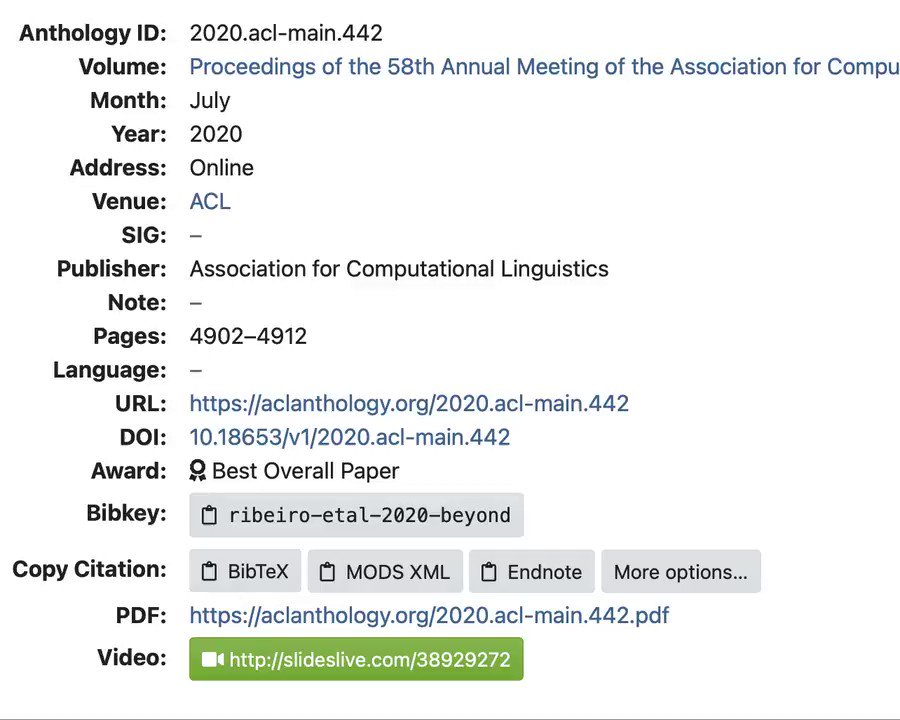 Anthology ID: 2020.acl-main.442
Volume: Proceedings of the 58th Annual Meeting of the Association for Compu
Month: July
Year: 2020
Address: Online
Venue: ACL
SIG: –
Publisher: Association for Computational Linguistics
Note: –
Pages: 4902–4912
Language: –
URL: https://aclanthology.org/2020.acl-main.442
DOI: 10.18653/v1/2020.acl-main.442
Award: Best Overall Paper
Bibkey: ribeiro-etal-2020-beyond
Copy Citation: BibTeX MODS XML Endnote More options...
PDF: https://aclanthology.org/2020.acl-main.442.pdf
Video: http://slideslive.com/38929272